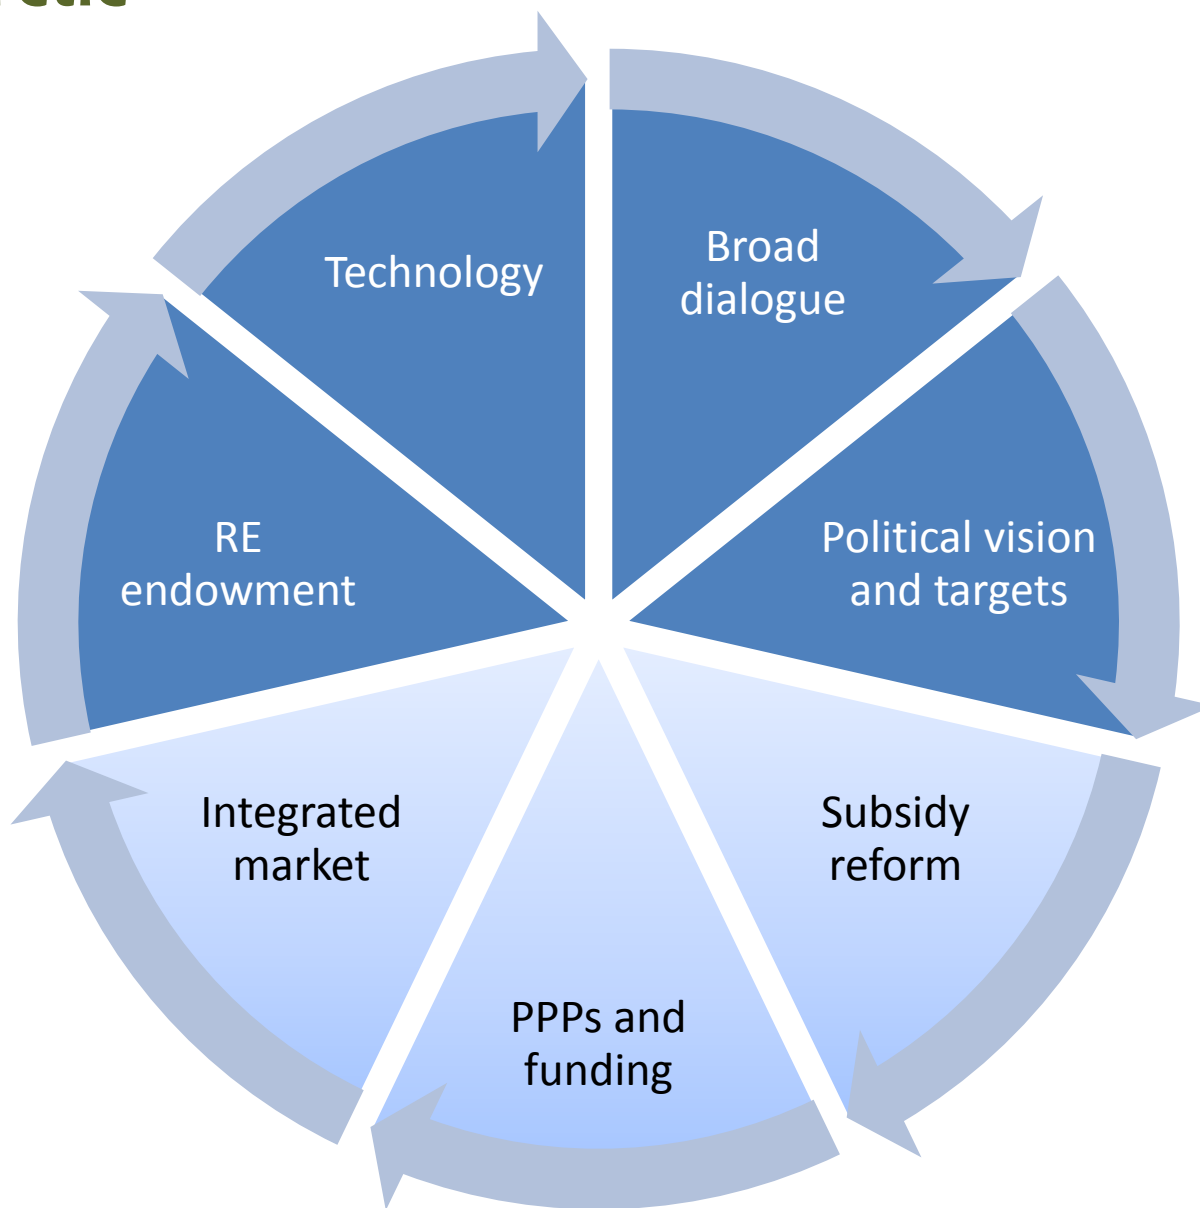 Technology
Broad
dialogue
RE
endowment
Political vision
and targets
Integrated
market
Subsidy
reform
PPPs and
funding